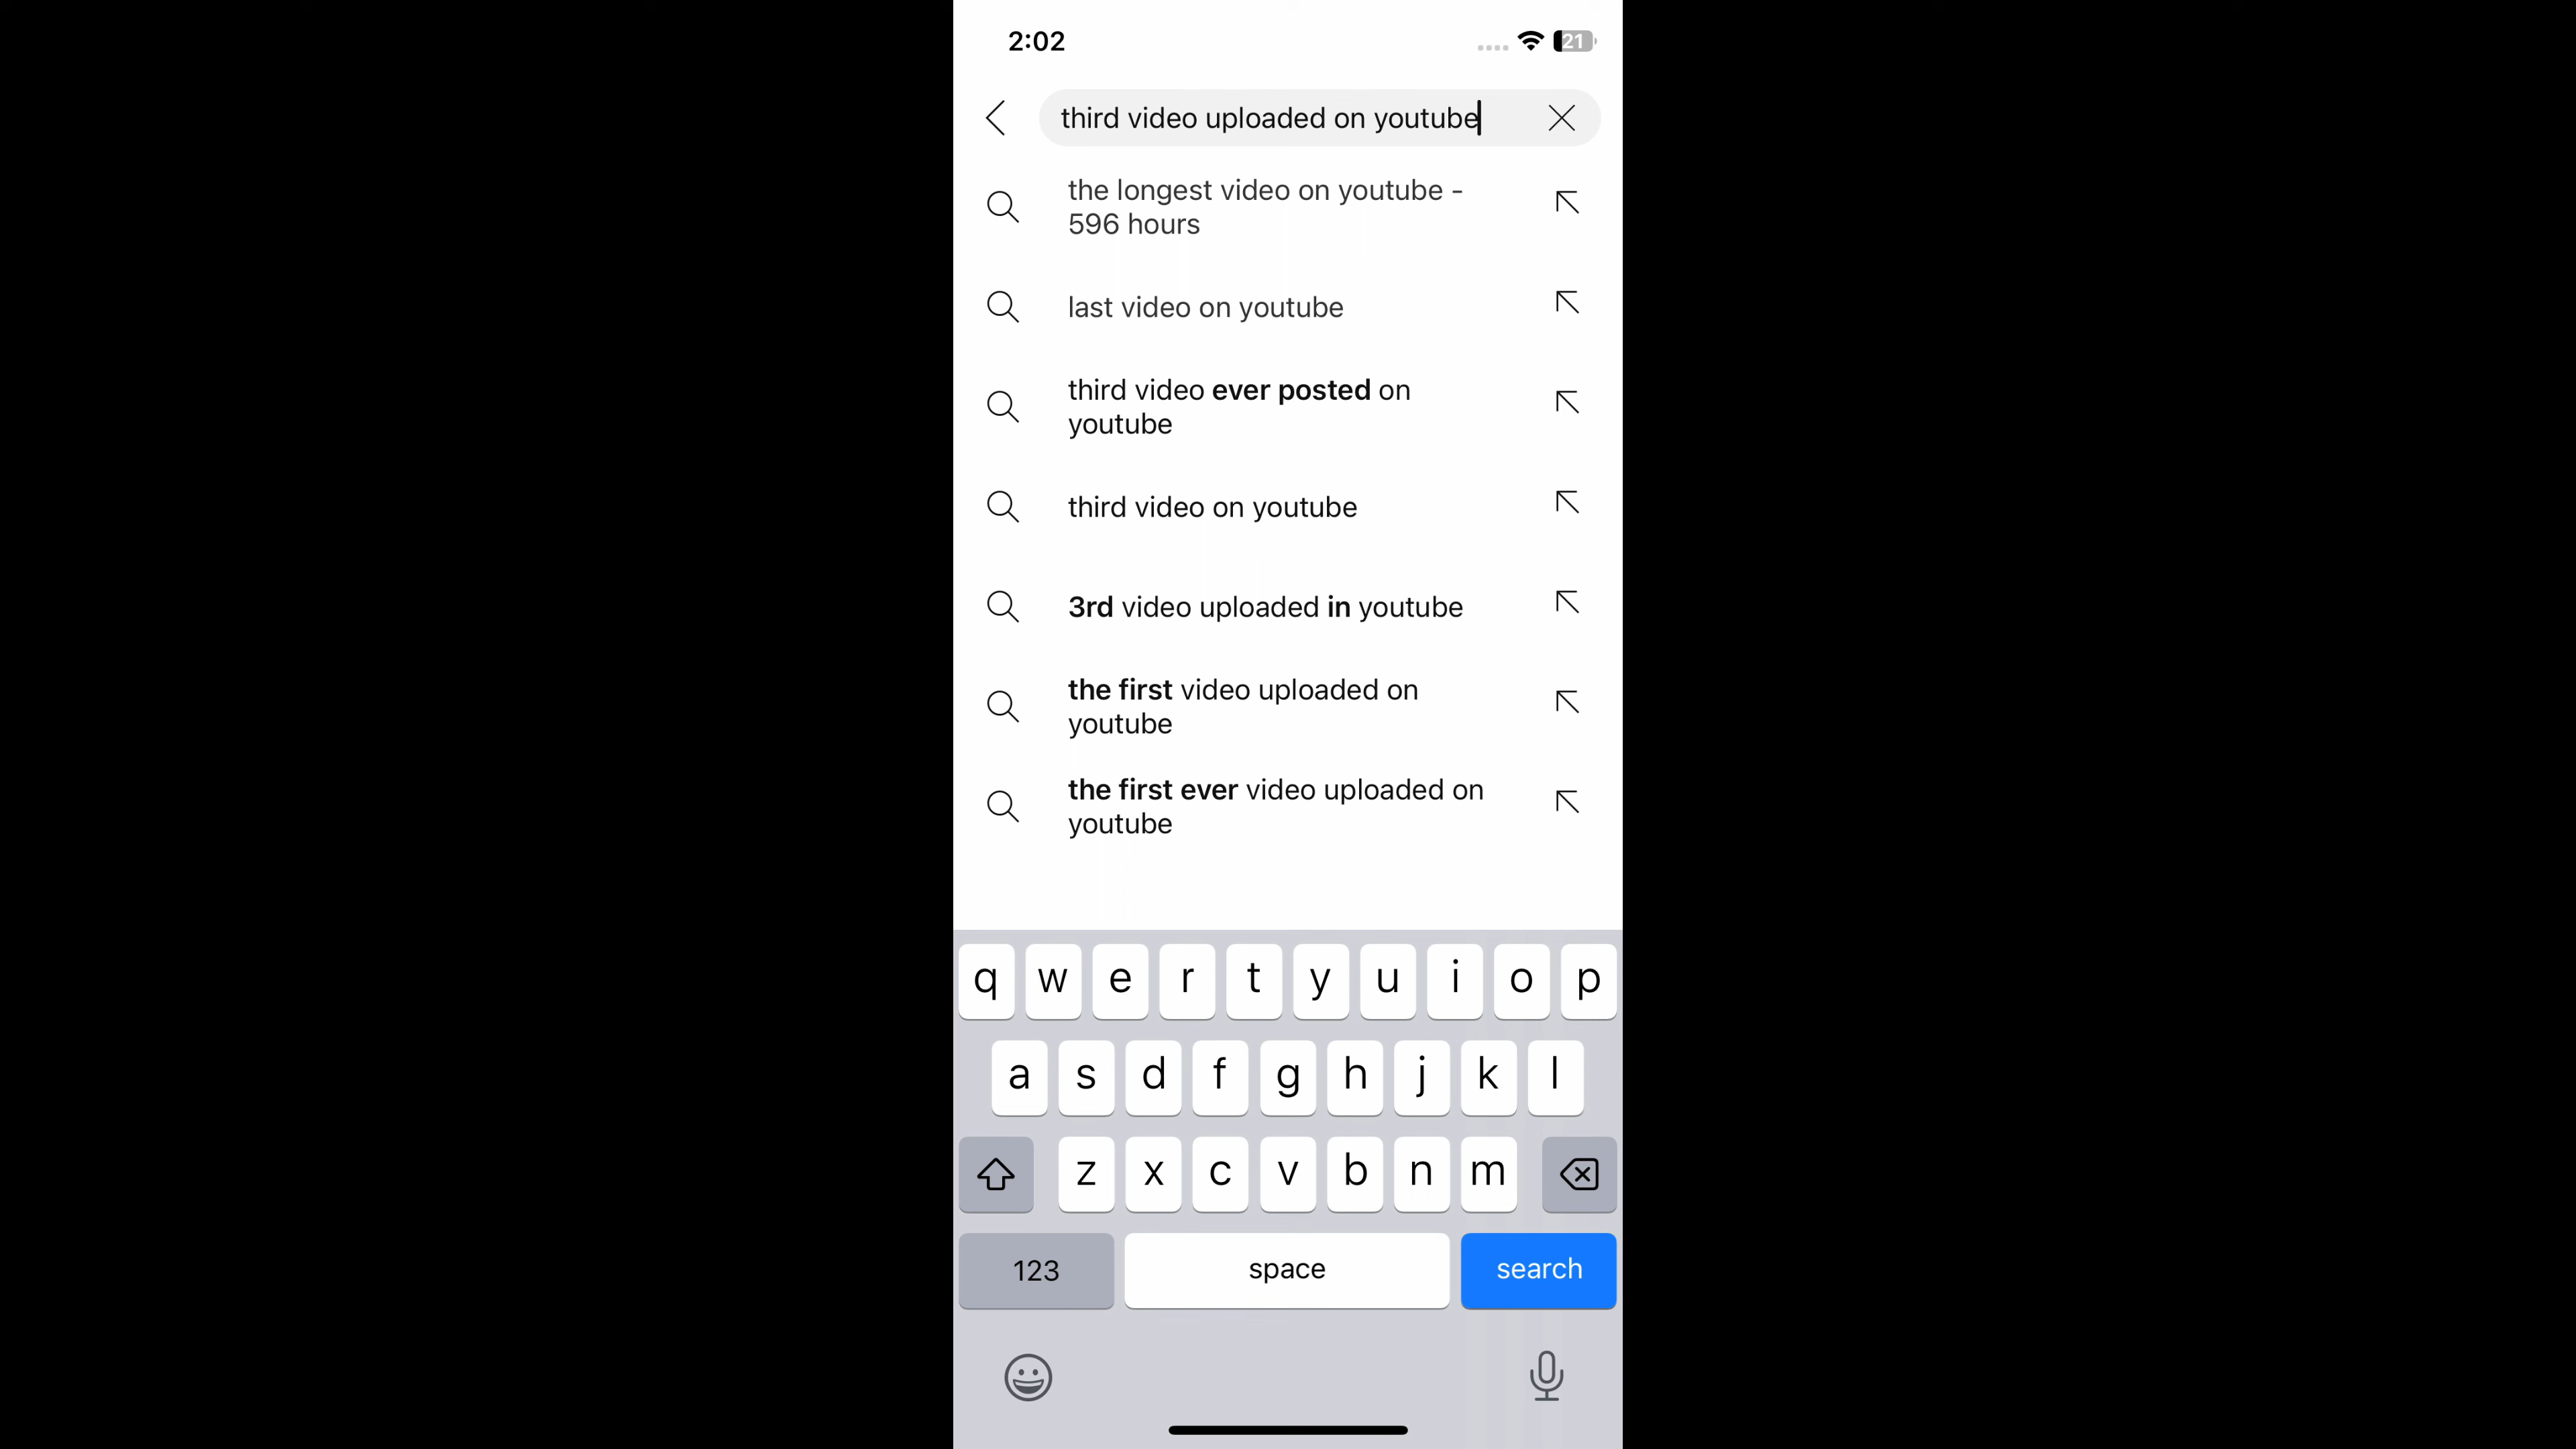 2:02
21
third video uploaded on youtube
the longest video on youtube -
596 hours
last video on youtube
third video ever posted on
youtube
third video on youtube
3rd video uploaded in youtube
the first video uploaded on
youtube
the first ever video uploaded on
youtube
q w e r t y u i o p
a s d f g h j k l
z x c v b n m
123 space search